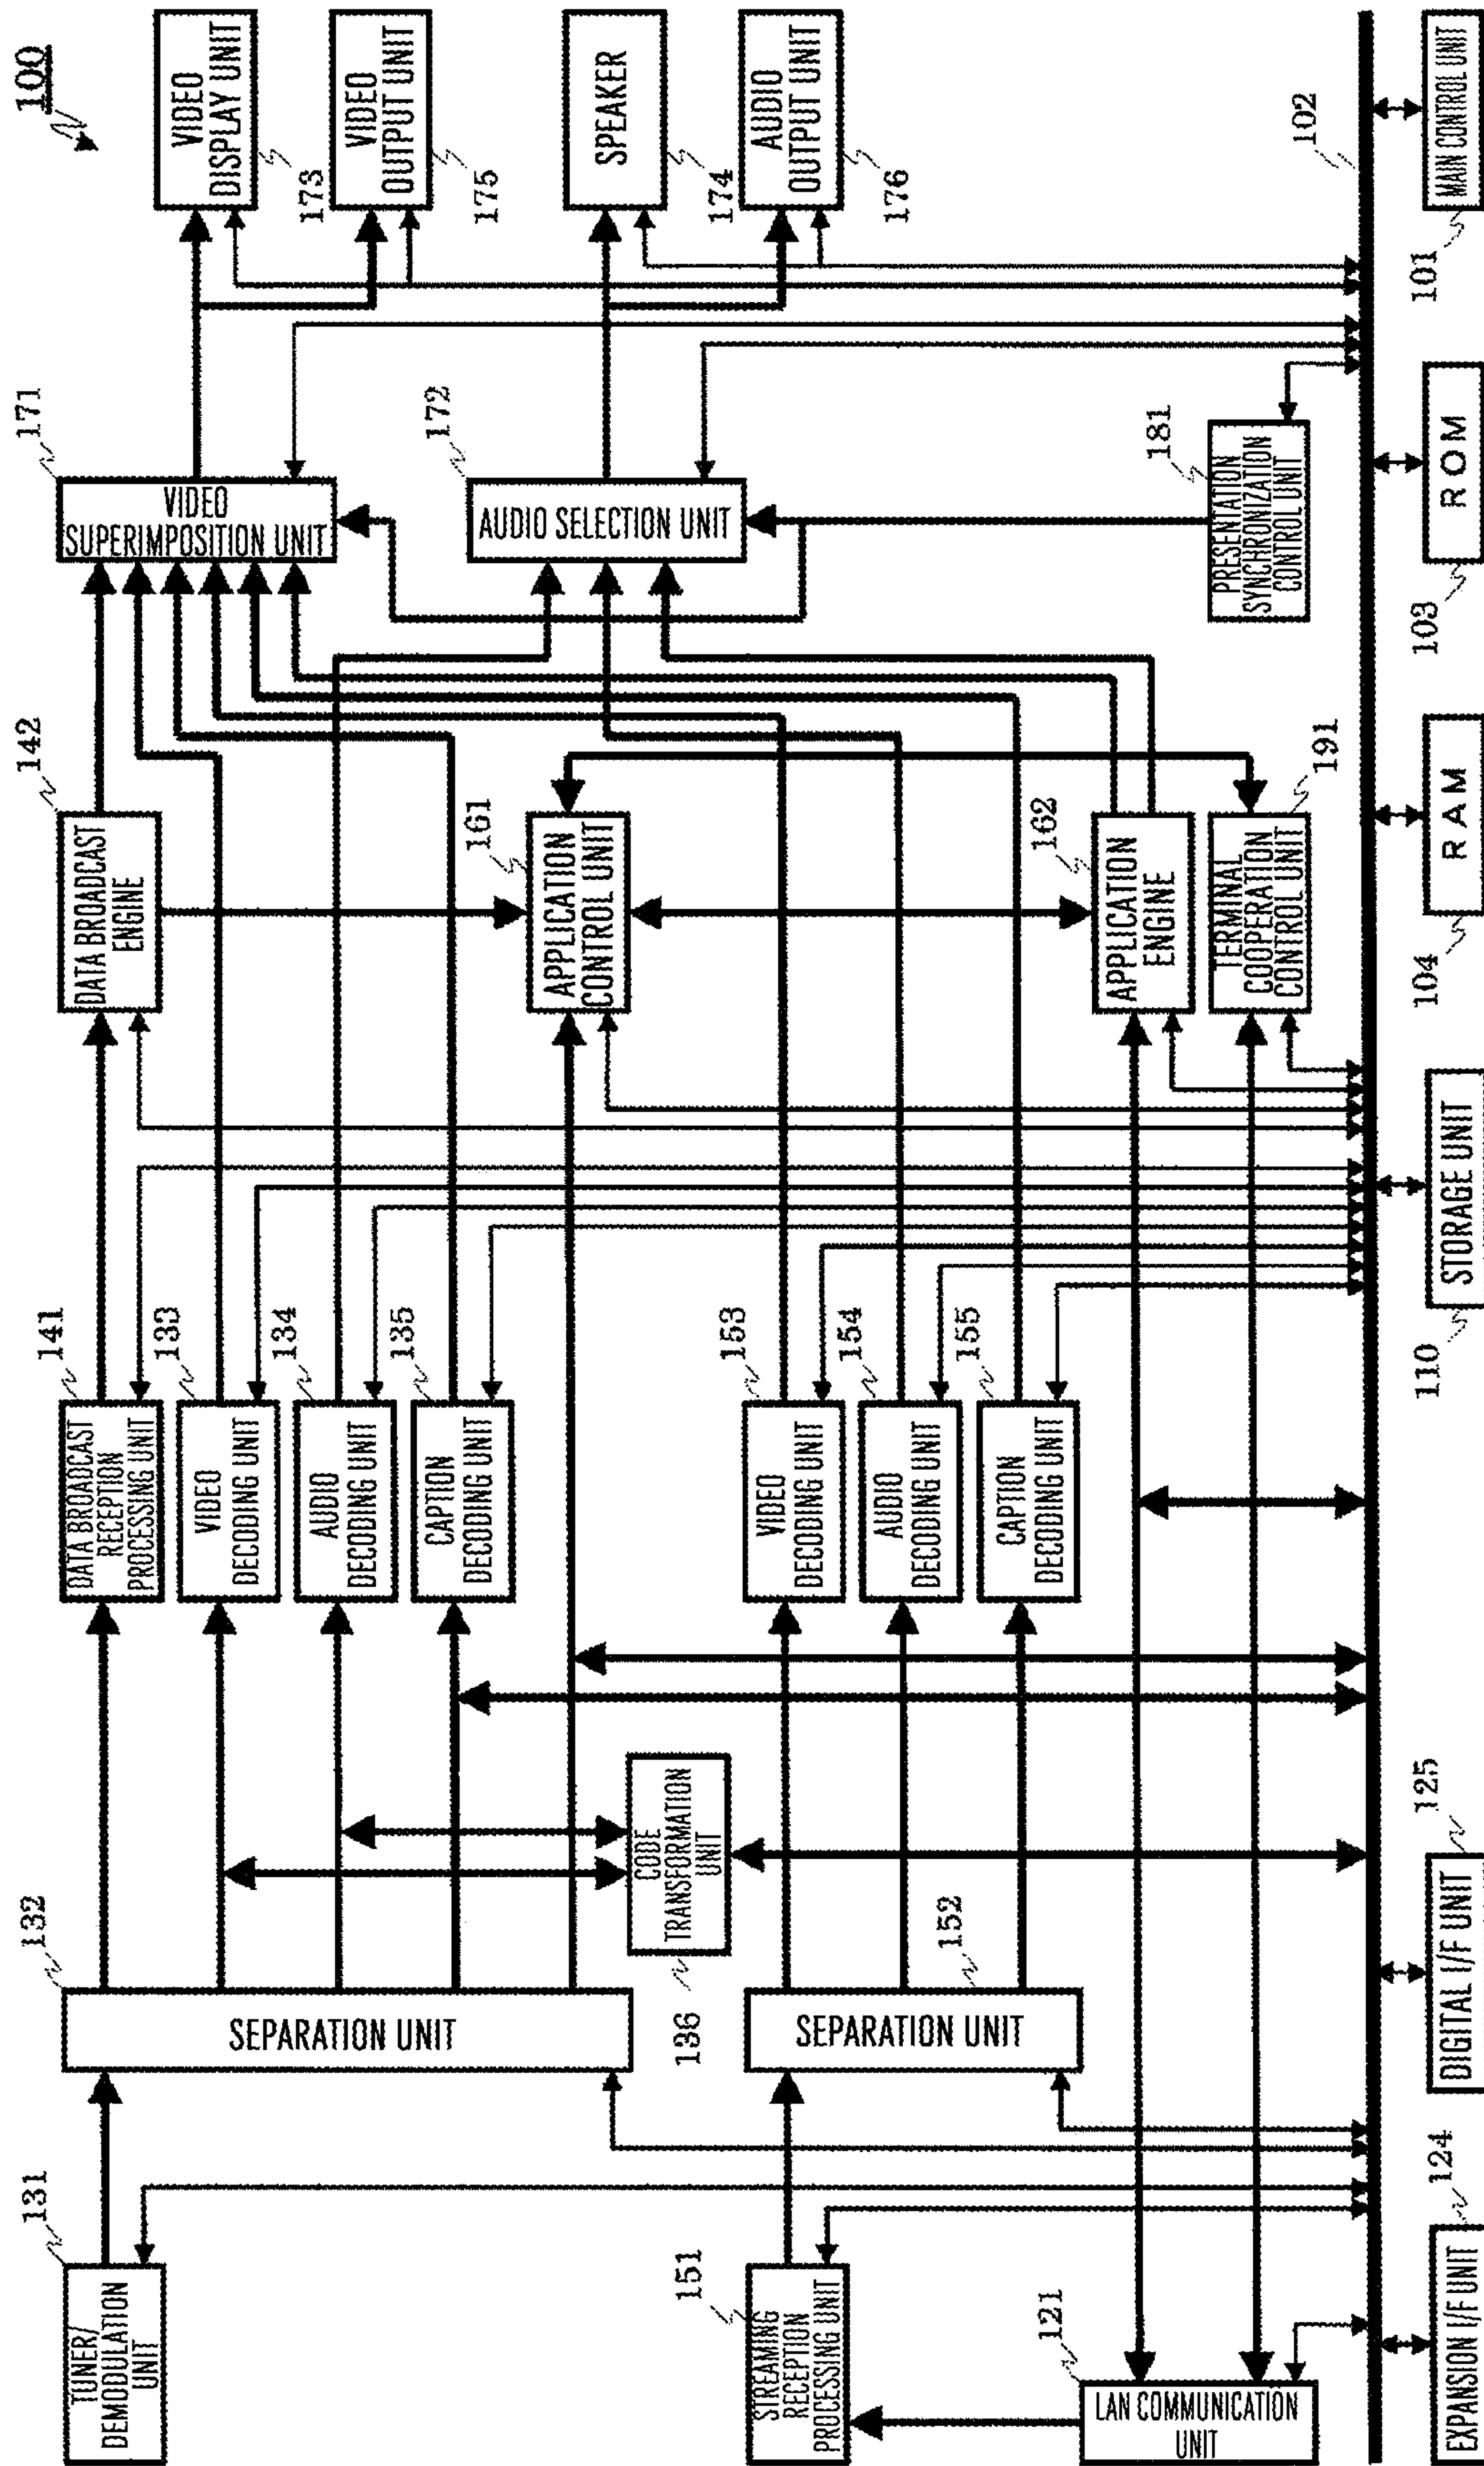 100
TUNER/
DEMODULATION
UNIT
131
SEPARATION UNIT
132
DATA BROADCAST
RECEPTION
PROCESSING UNIT
141
VIDEO
DECODING UNIT
133
AUDIO
DECODING UNIT
134
CAPTION
DECODING UNIT
135
DATA BROADCAST
ENGINE
142
VIDEO
SUPERIMPOSITION UNIT
171
VIDEO
DISPLAY UNIT
173
VIDEO
OUTPUT UNIT
175
CODE
TRANSFORMATION
UNIT
136
APPLICATION
CONTROL UNIT
161
AUDIO SELECTION UNIT
172
SPEAKER
174
AUDIO
OUTPUT UNIT
176
STREAMING
RECEPTION
PROCESSING UNIT
151
SEPARATION UNIT
152
VIDEO
DECODING UNIT
153
AUDIO
DECODING UNIT
154
CAPTION
DECODING UNIT
155
LAN COMMUNICATION
UNIT
121
APPLICATION
ENGINE
162
TERMINAL
COOPERATION
CONTROL UNIT
191
PRESENTATION
SYNCHRONIZATION
CONTROL UNIT
181
102
EXPANSION I/F UNIT
124
DIGITAL I/F UNIT
125
STORAGE UNIT
110
RAM
104
ROM
103
MAIN CONTROL UNIT
101